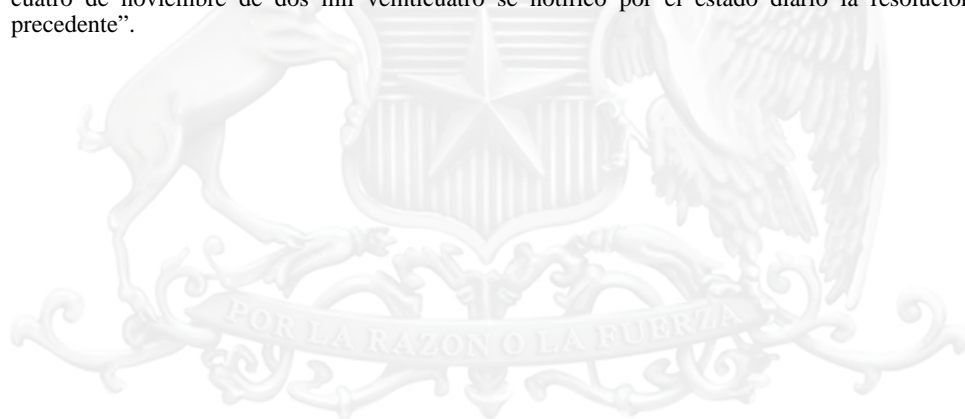 cuatro de noviembre de dos mil veinticuatro se notificó por el estado diario la resolución
precedente”.
POR LA RAZON O LA FUERZA